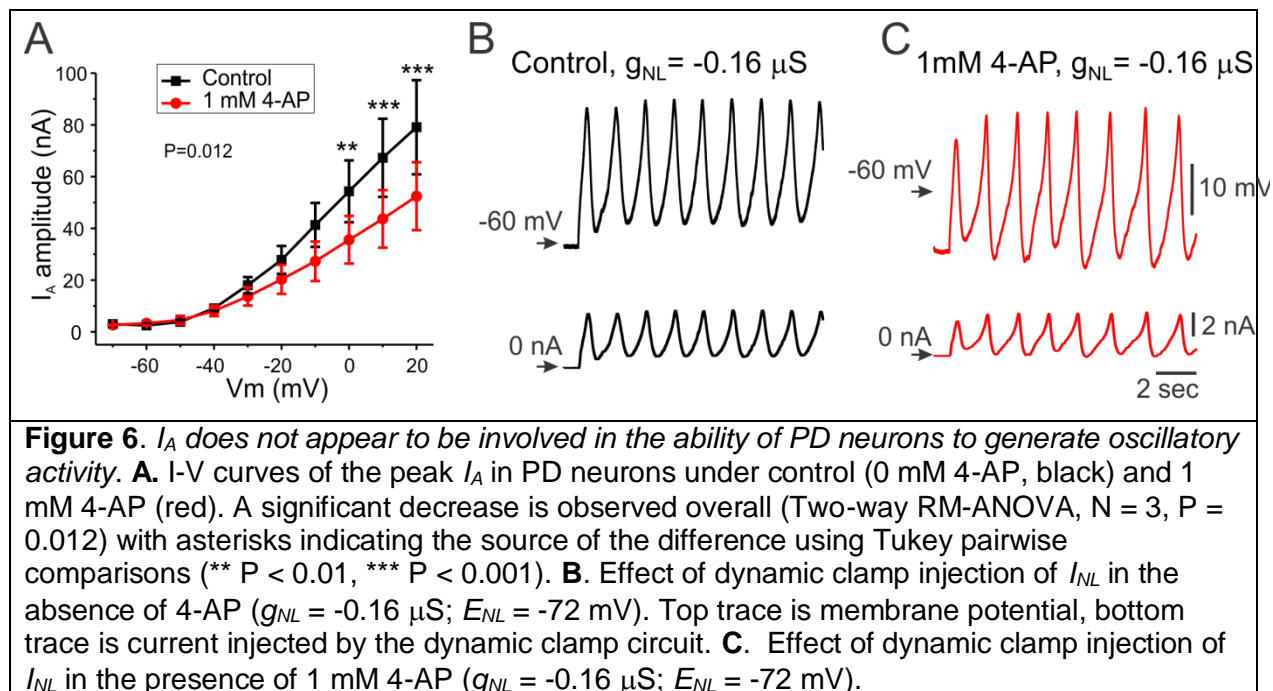 A
B
C
Control, gNL= -0.16 μS
1mM 4-AP, gNL= -0.16 μS
100
80
60
40
20
0
IA amplitude (nA)
Control
1 mM 4-AP
P=0.012
**
***
***
-60
-40
-20
0
20
Vm (mV)
-60 mV
0 nA
-60 mV
10 mV
0 nA
2 nA
2 sec
Figure 6. IA does not appear to be involved in the ability of PD neurons to generate oscillatory
activity. A. I-V curves of the peak IA in PD neurons under control (0 mM 4-AP, black) and 1
mM 4-AP (red). A significant decrease is observed overall (Two-way RM-ANOVA, N = 3, P =
0.012) with asterisks indicating the source of the difference using Tukey pairwise
comparisons (** P < 0.01, *** P < 0.001). B. Effect of dynamic clamp injection of INL in the
absence of 4-AP (gNL = -0.16 μS; ENL = -72 mV). Top trace is membrane potential, bottom
trace is current injected by the dynamic clamp circuit. C. Effect of dynamic clamp injection of
INL in the presence of 1 mM 4-AP (gNL = -0.16 μS; ENL = -72 mV).